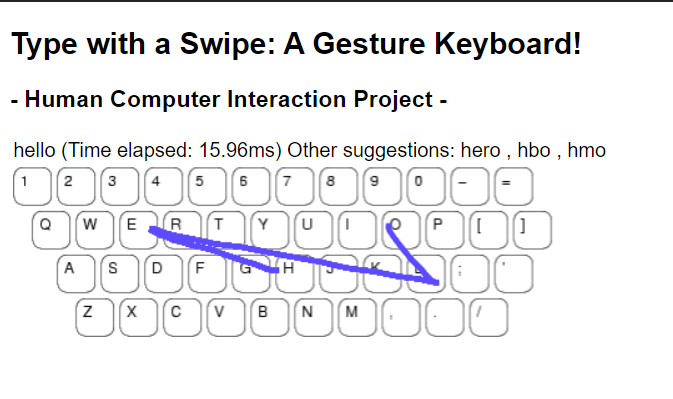 Type with a Swipe: A Gesture Keyboard!
- Human Computer Interaction Project -
hello (Time elapsed: 15.96ms) Other suggestions: hero , hbo , hmo
1 2 3 4 5 6 7 8 9 0 - =
Q W E R T Y U I O P [ ]
A S D F G H J K L ; '
Z X C V B N M , . /